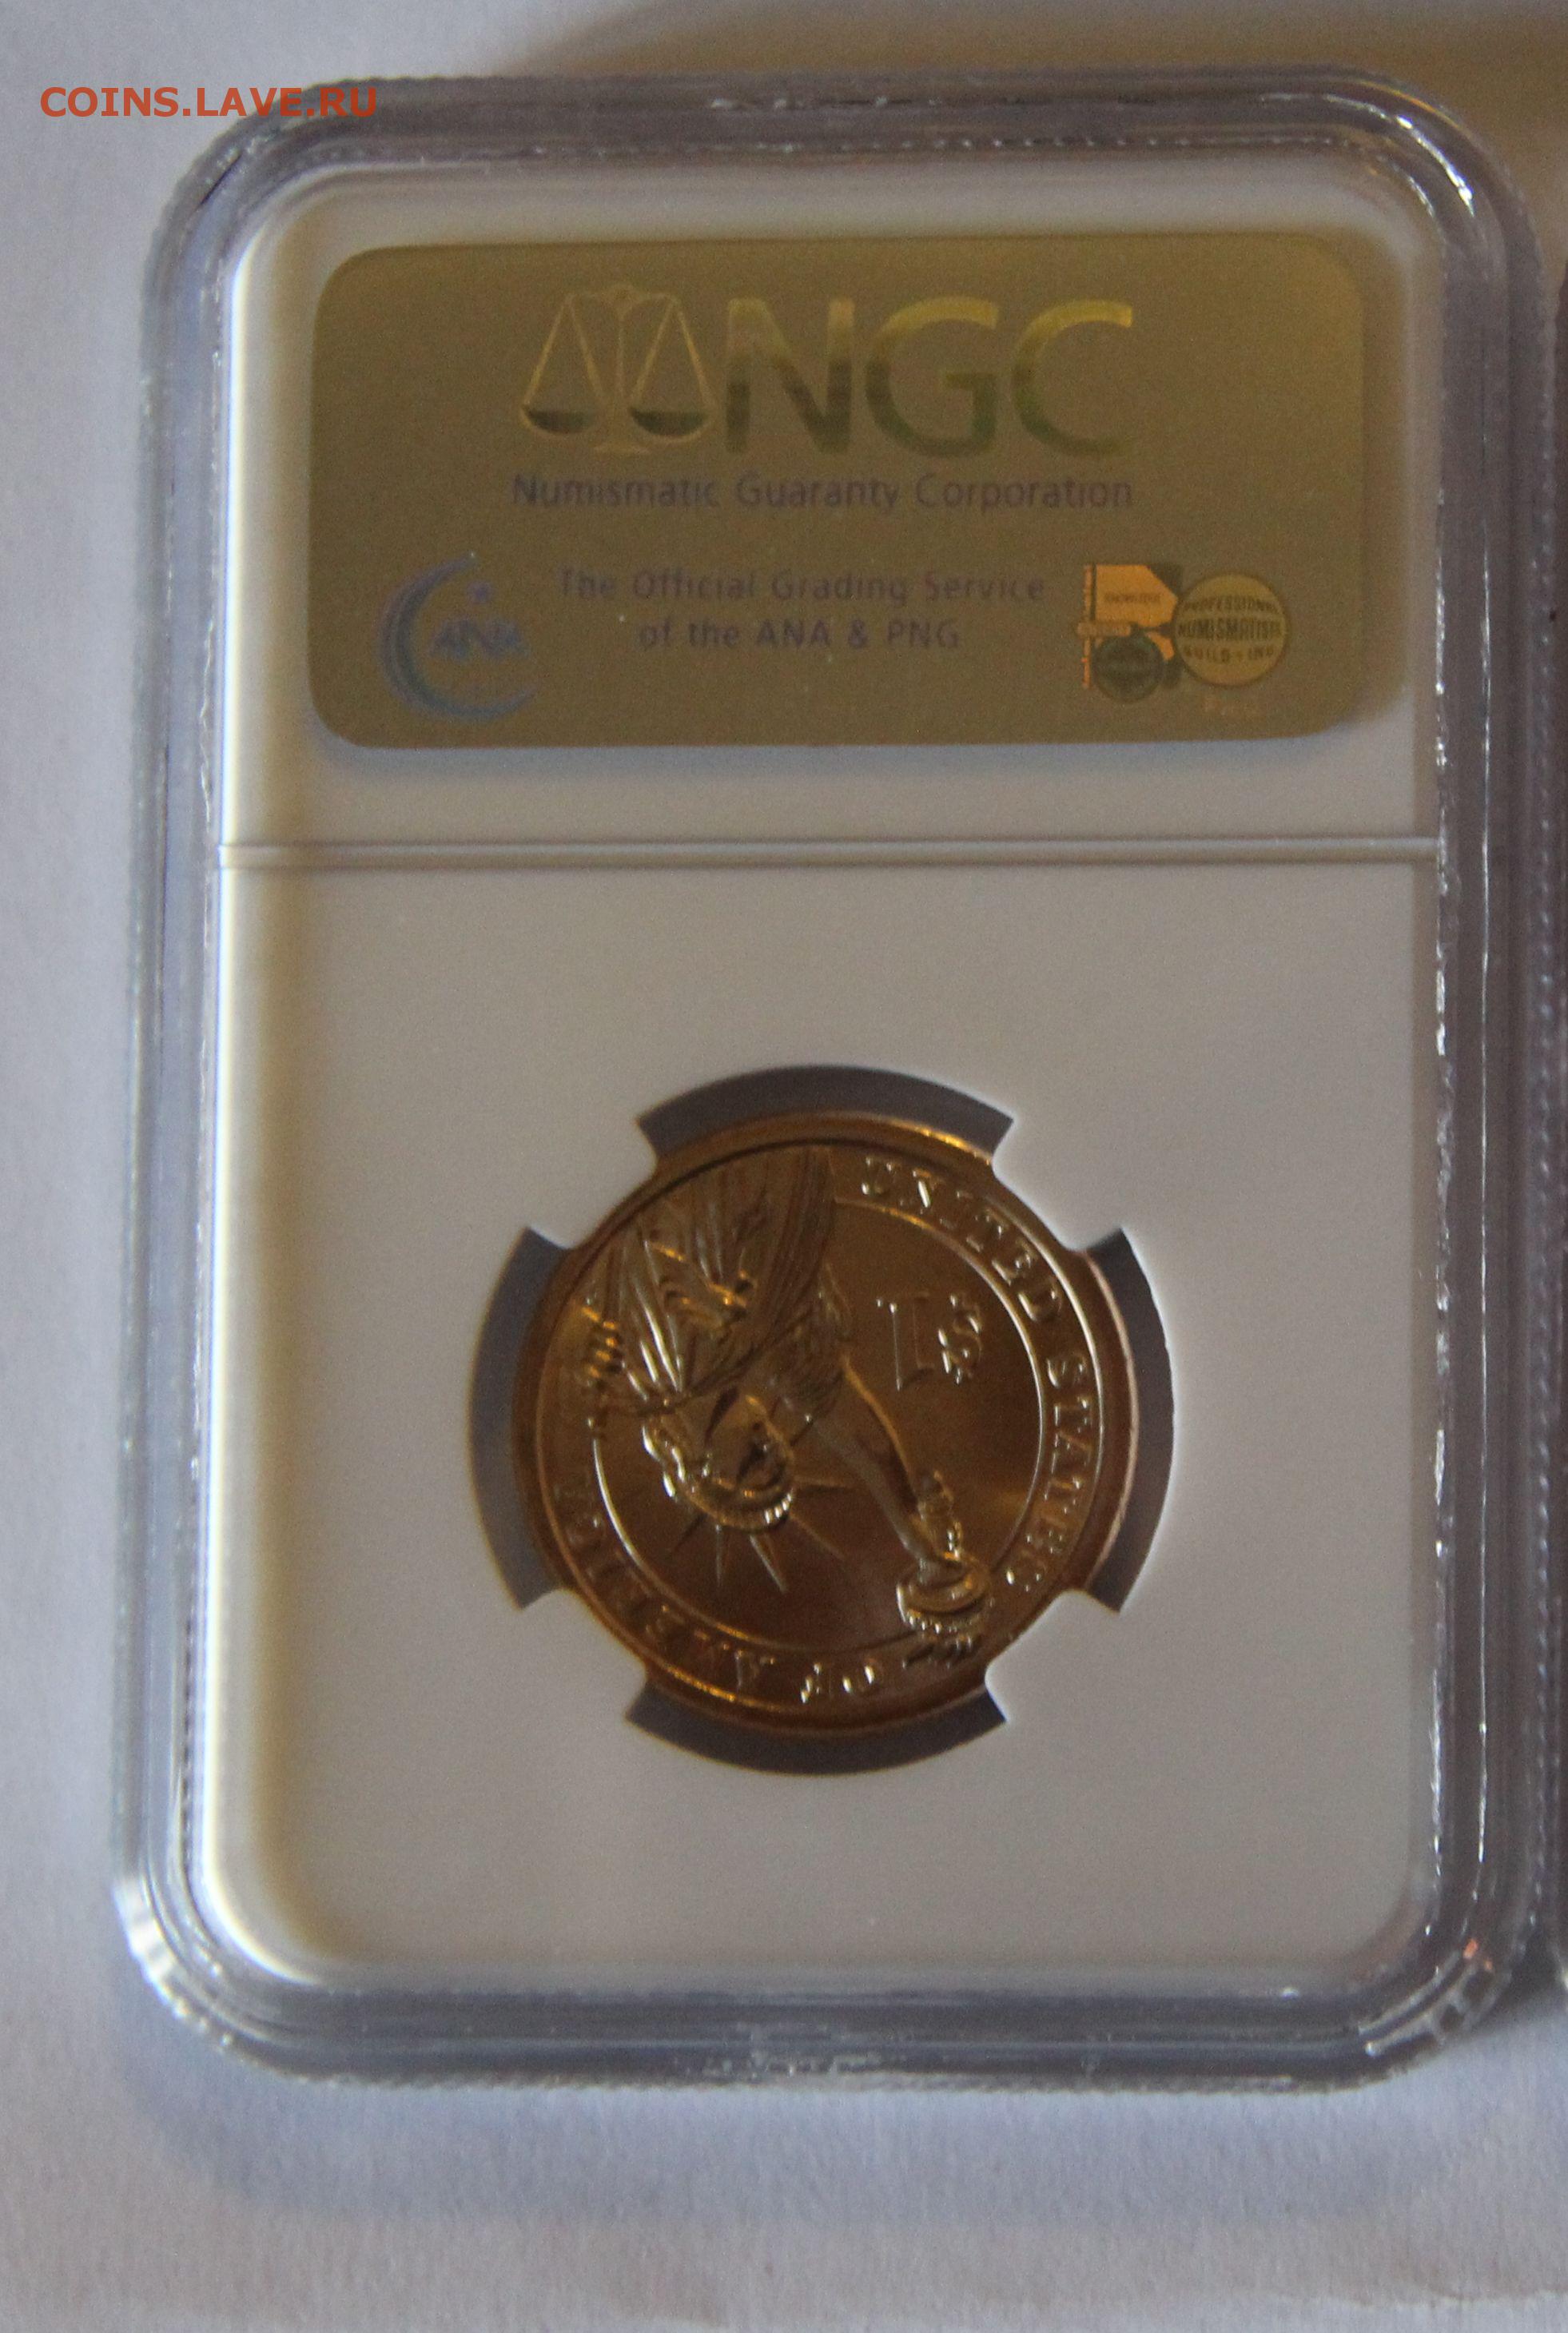 COINS.LAVE.RU
NGC
Numismatic Guaranty Corporation
The Official Grading Service
of the ANA & PNG
ANA
PROFESSIONAL
NUMISMATISTS
GUILD · INC
UNITED STATES OF AMERICA
$1